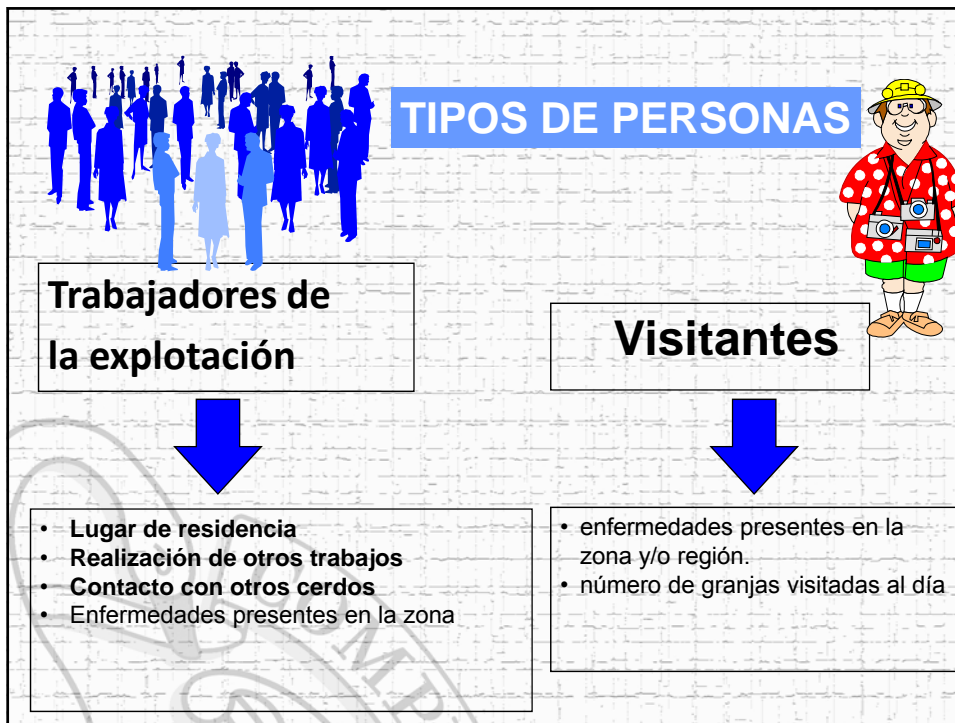 TIPOS DE PERSONAS
Trabajadores de
la explotación
Visitantes
• Lugar de residencia
• Realización de otros trabajos
• Contacto con otros cerdos
• Enfermedades presentes en la zona
• enfermedades presentes en la
zona y/o región.
• número de granjas visitadas al día